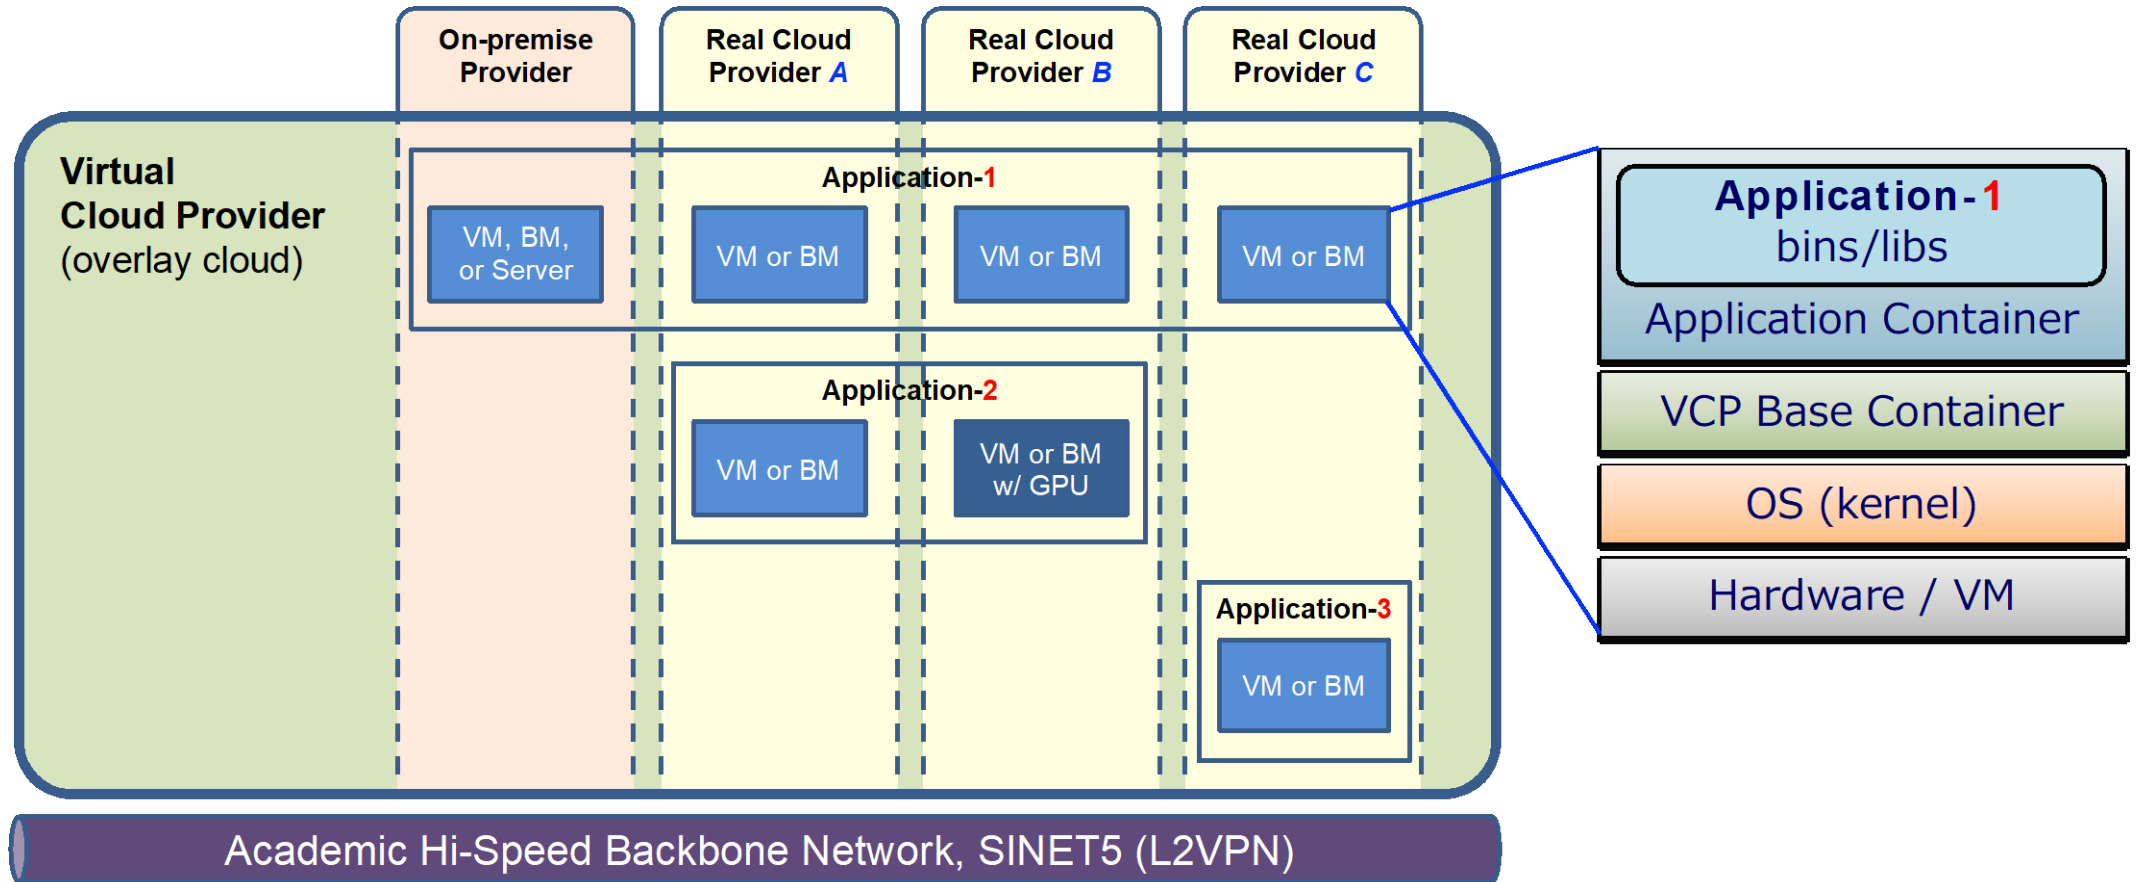 On-premise
Provider
Real Cloud
Provider A
Real Cloud
Provider B
Real Cloud
Provider C
Virtual
Cloud Provider
(overlay cloud)
Application-1
VM, BM,
or Server
VM or BM
VM or BM
VM or BM
Application-2
VM or BM
VM or BM
w/ GPU
Application-3
VM or BM
Application-1
bins/libs
Application Container
VCP Base Container
OS (kernel)
Hardware / VM
Academic Hi-Speed Backbone Network, SINET5 (L2VPN)